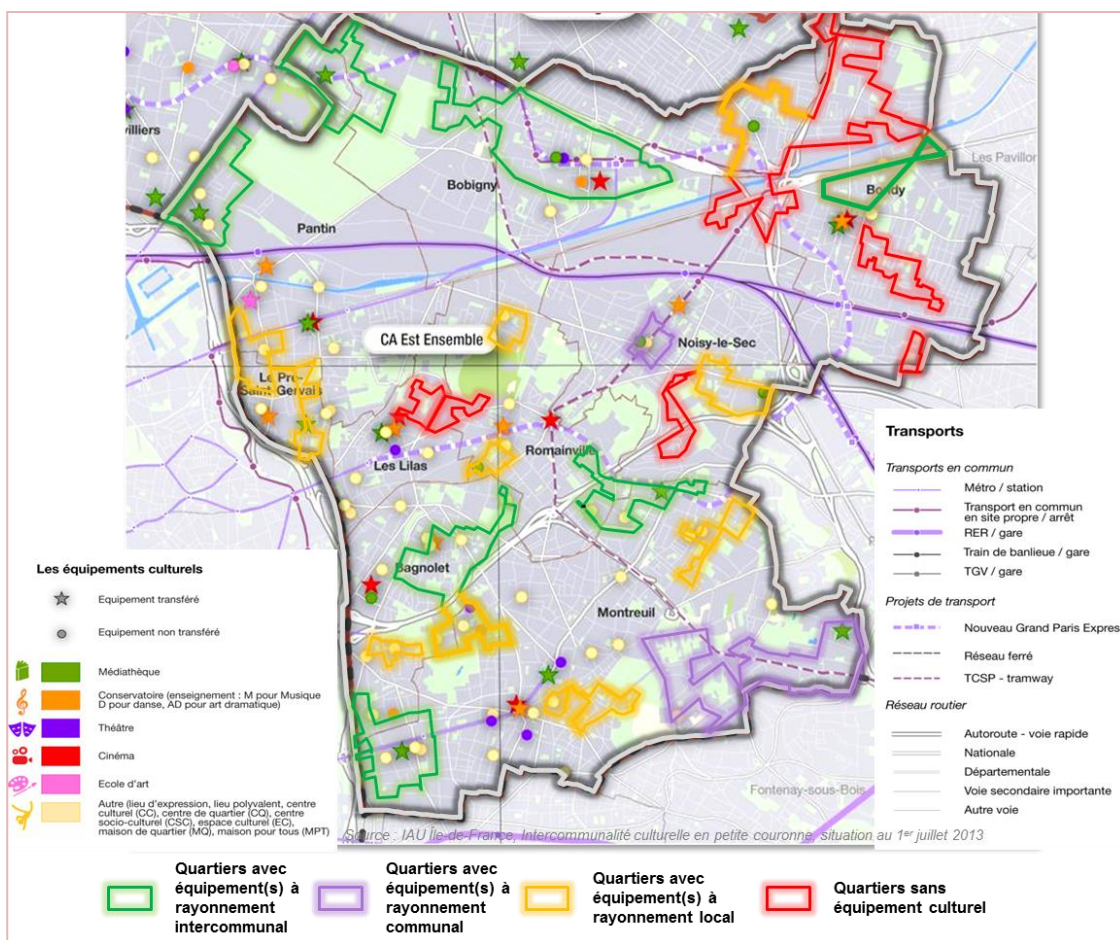 villiers
Les Pavillon
Bobigny
Bondy
Pantin
CA Est Ensemble
Noisy-le-Sec
Le Pré-
Saint-Gervais
Les Lilas
Romainville
Bagnolet
Montreuil
Fontenay-sous-Bois
Transports
Transports en commun
Métro / station
Transport en commun
en site propre / arrêt
RER / gare
Train de banlieue / gare
TGV / gare
Projets de transport
Nouveau Grand Paris Expres
Réseau ferré
TCSP - tramway
Réseau routier
Autoroute - voie rapide
Nationale
Départementale
Voie secondaire importante
Autre voie
Les équipements culturels
Equipement transféré
Equipement non transféré
Médiathèque
Conservatoire (enseignement : M pour Musique
D pour danse, AD pour art dramatique)
Théâtre
Cinéma
Ecole d'art
Autre (lieu d'expression, lieu polyvalent, centre
culturel (CC), centre de quartier (CQ), centre
socio-culturel (CSC), espace culturel (EC),
maison de quartier (MQ), maison pour tous (MPT)
Source : IAU Île-de-France, Intercommunalité culturelle en petite couronne, situation au 1er juillet 2013
Quartiers avec
équipement(s) à
rayonnement
intercommunal
Quartiers avec
équipement(s) à
rayonnement
communal
Quartiers avec
équipement(s) à
rayonnement local
Quartiers sans
équipement culturel